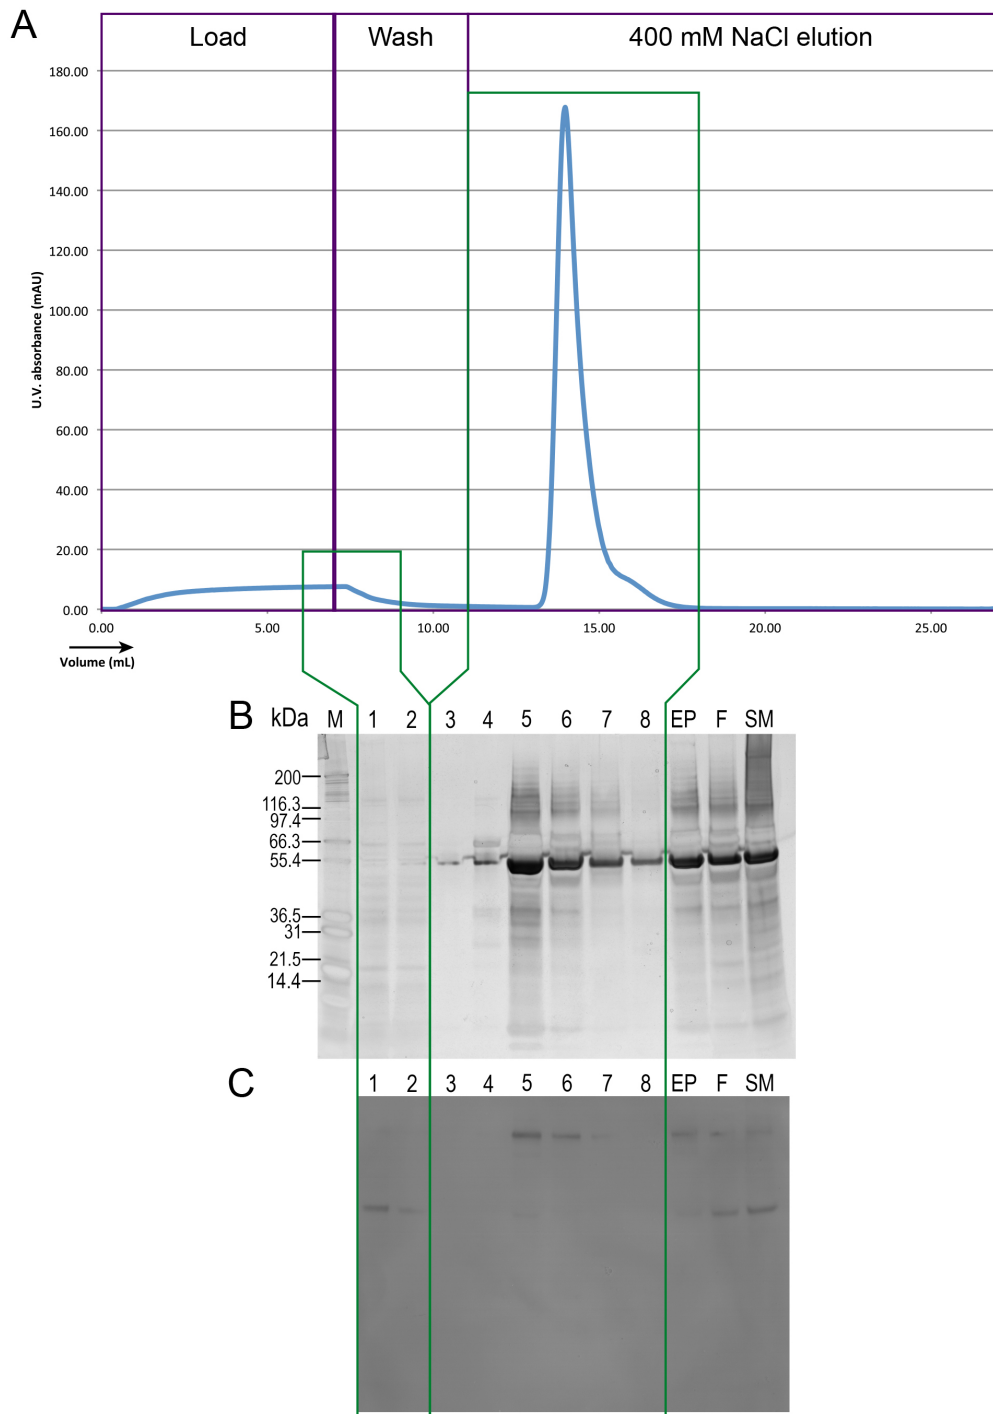 A
Load Wash 400 mM NaCl elution
180.00
160.00
140.00
120.00
100.00
80.00
60.00
40.00
20.00
0.00
U.V. absorbance (mAU)
0.00 5.00 10.00 15.00 20.00 25.00
Volume (mL)
B kDa M 1 2 3 4 5 6 7 8 EP F SM
200
116.3
97.4
66.3
55.4
36.5
31
21.5
14.4
C 1 2 3 4 5 6 7 8 EP F SM